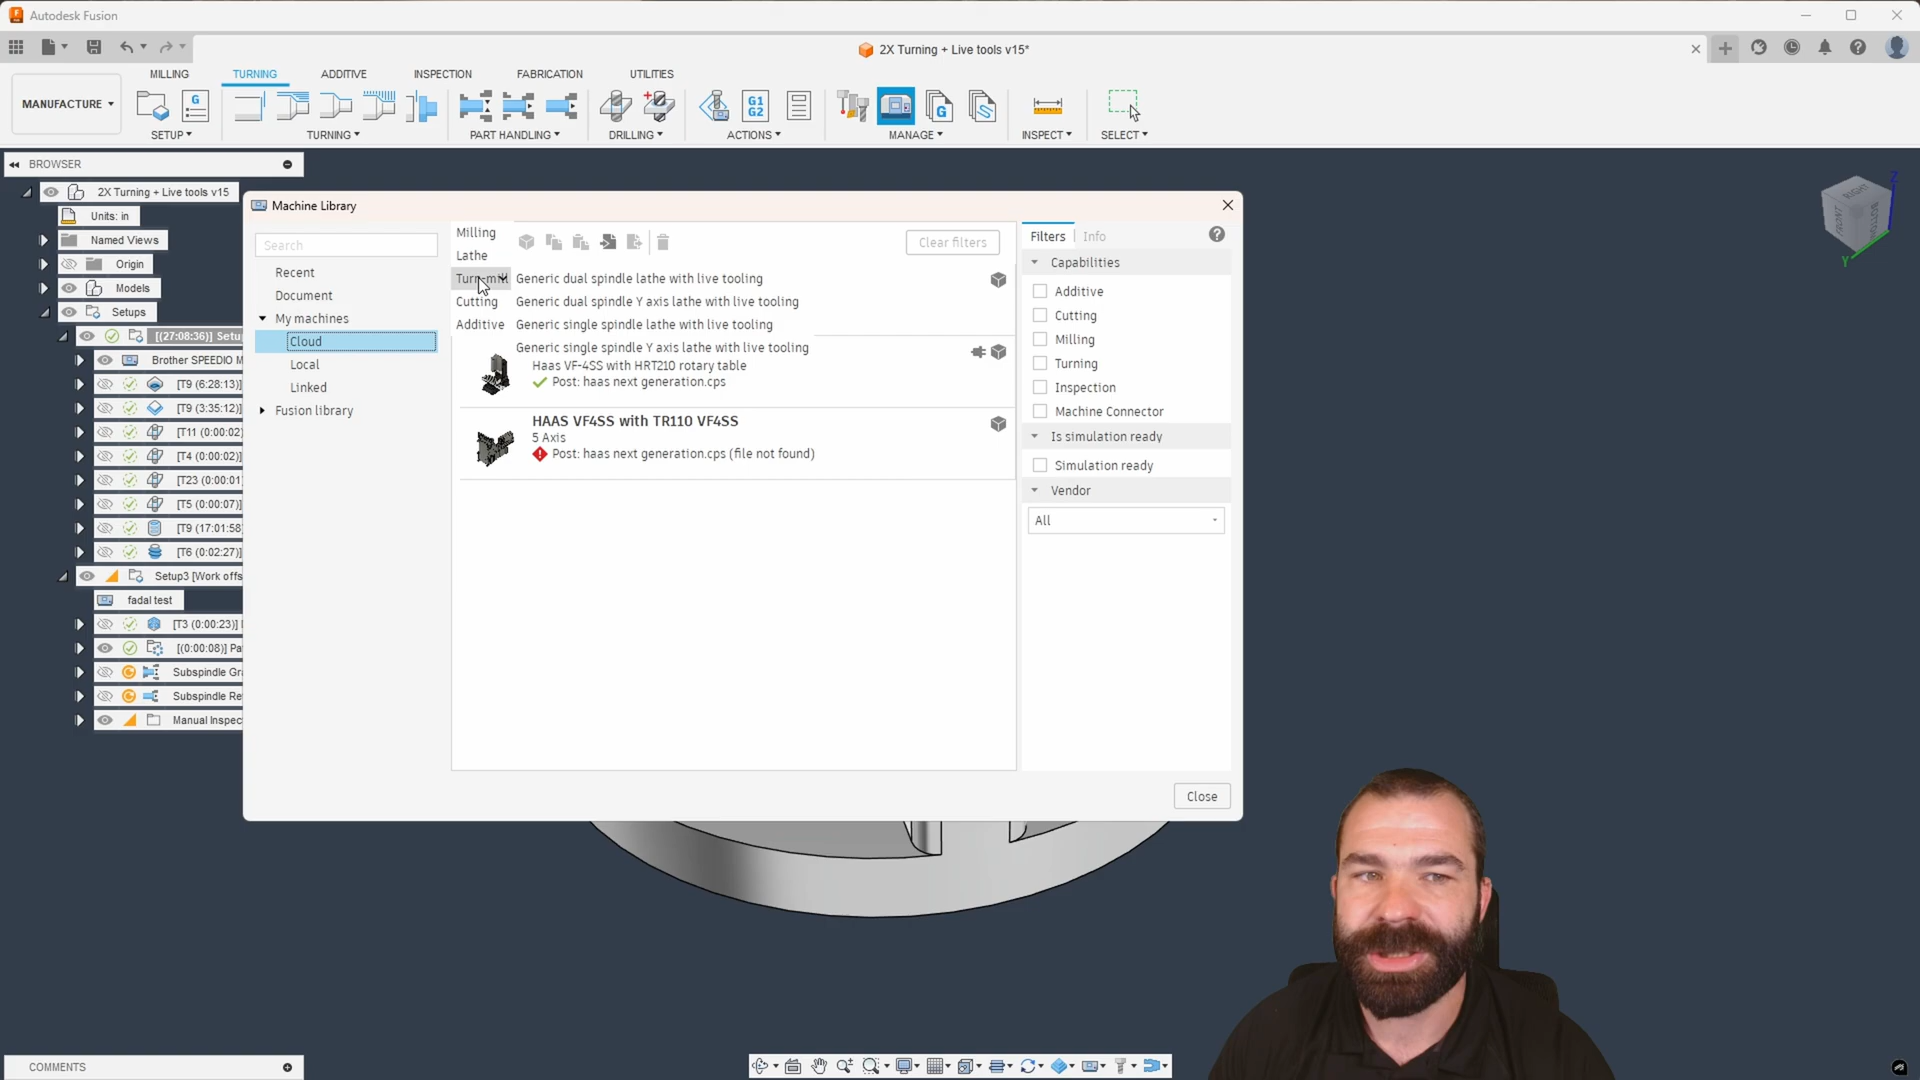 Autodesk Fusion
2X Turning + Live tools v15*
MANUFACTURE
MILLING
TURNING
ADDITIVE
INSPECTION
FABRICATION
UTILITIES
G
G1
G2
G
SETUP
TURNING
PART HANDLING
DRILLING
ACTIONS
MANAGE
INSPECT
SELECT
BROWSER
2X Turning + Live tools v15
Units: in
Named Views
Origin
Models
Setups
[(27:08:36)] Setu
Brother SPEEDIO M
[T9 (6:28:13)]
[T9 (3:35:12)]
[T11 (0:00:02)
[T4 (0:00:02)]
[T23 (0:00:01)
[T5 (0:00:07)]
[T9 (17:01:58
[T6 (0:02:27)]
Setup3 [Work offs
fadal test
[T3 (0:00:23)]
[(0:00:08)] Pa
Subspindle Gr
Subspindle Re
Manual Inspec
Machine Library
Search
Recent
Document
My machines
Cloud
Local
Linked
Fusion library
Milling
Lathe
Cutting
Additive
Generic dual spindle lathe with live tooling
Generic dual spindle Y axis lathe with live tooling
Generic single spindle lathe with live tooling
Generic single spindle Y axis lathe with live tooling
Clear filters
Haas VF-4SS with HRT210 rotary table
Post: haas next generation.cps
HAAS VF4SS with TR110 VF4SS
5 Axis
Post: haas next generation.cps (file not found)
Filters
Info
Capabilities
Additive
Cutting
Milling
Turning
Inspection
Machine Connector
Is simulation ready
Simulation ready
Vendor
All
Close
FRONT
RIGHT
Z
Y
COMMENTS